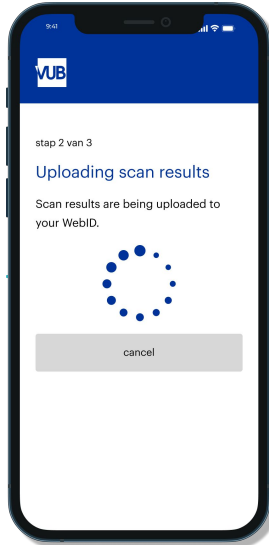 9:41
VUB
stap 2 van 3
Uploading scan results
Scan results are being uploaded to
your WebID.
cancel